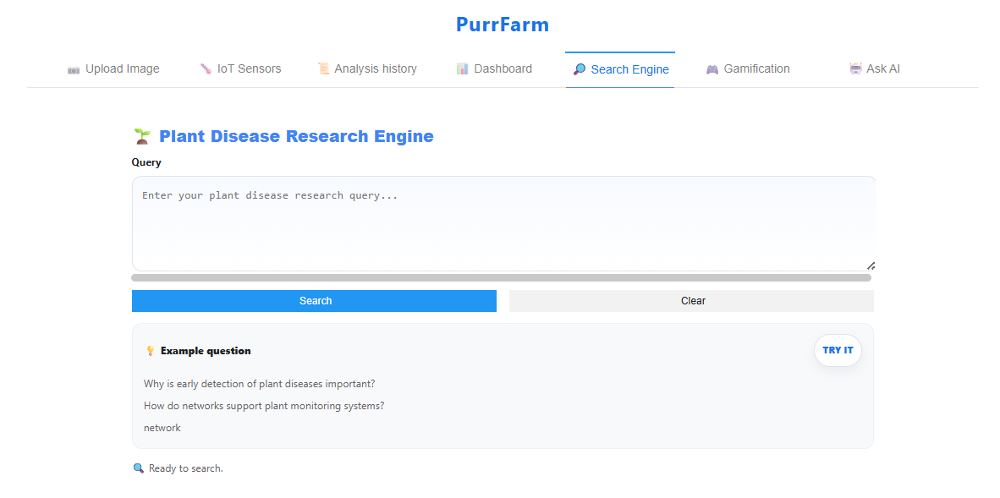 PurrFarm
Upload Image IoT Sensors Analysis history Dashboard Search Engine Gamification Ask AI
Plant Disease Research Engine
Query
Enter your plant disease research query...
Search Clear
Example question TRY IT
Why is early detection of plant diseases important?
How do networks support plant monitoring systems?
network
Ready to search.